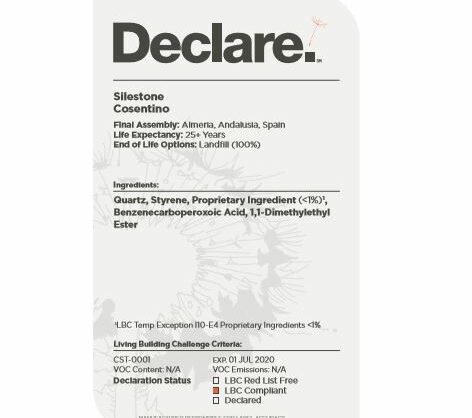 Declare.
SM
Silestone
Cosentino
Final Assembly: Almeria, Andalusia, Spain
Life Expectancy: 25+ Years
End of Life Options: Landfill (100%)
Ingredients:
Quartz, Styrene, Proprietary Ingredient (<1%)¹,
Benzenecarboperoxoic Acid, 1,1-Dimethylethyl
Ester
¹LBC Temp Exception I10-E4 Proprietary Ingredients <1%
Living Building Challenge Criteria:
CST-0001 EXP. 01 JUL 2020
VOC Content: N/A VOC Emissions: N/A
Declaration Status LBC Red List Free
LBC Compliant
Declared